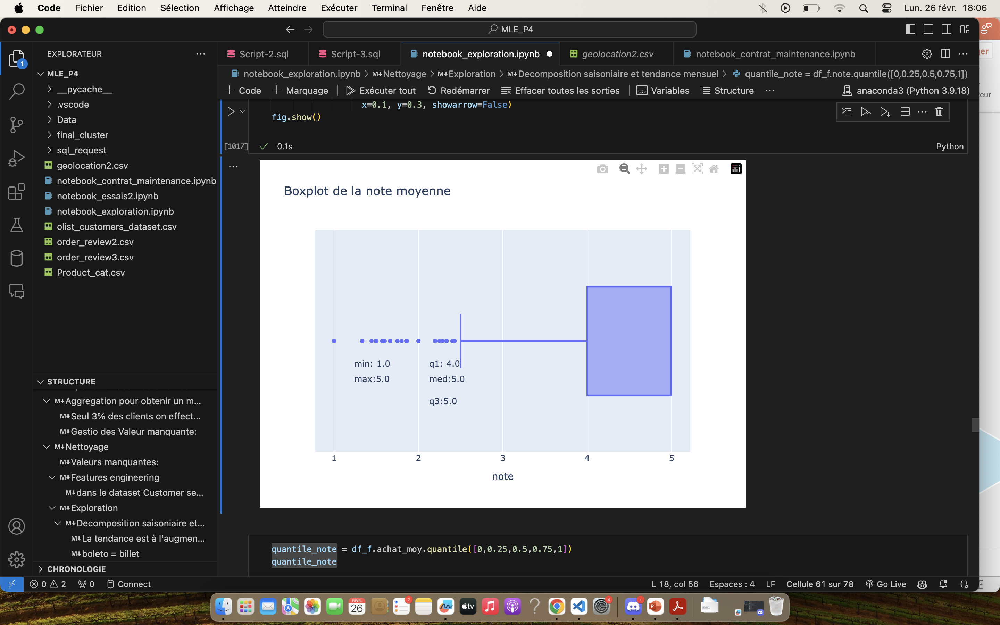 Code Fichier Edition Sélection Affichage Atteindre Exécuter Terminal Fenêtre Aide Lun. 26 févr. 18:06
MLE_P4
EXPLORATEUR
Script-2.sql Script-3.sql notebook_exploration.ipynb geolocation2.csv notebook_contrat_maintenance.ipynb
1
MLE_P4
__pycache__
.vscode
Data
final_cluster
sql_request
geolocation2.csv
notebook_contrat_maintenance.ipynb
notebook_essais2.ipynb
notebook_exploration.ipynb
olist_customers_dataset.csv
order_review2.csv
order_review3.csv
Product_cat.csv
notebook_exploration.ipynb > M↓Nettoyage > M↓Exploration > M↓Decomposition saisoniaire et tendance mensuel > quantile_note = df_f.note.quantile([0,0.25,0.5,0.75,1])
+ Code + Marquage Exécuter tout Redémarrer Effacer toutes les sorties Variables Structure ... anaconda3 (Python 3.9.18)
x=0.1, y=0.3, showarrow=False)
fig.show()
[1017] 0.1s Python
Boxplot de la note moyenne
min: 1.0 q1: 4.0
max:5.0 med:5.0
q3:5.0
1 2 3 4 5
note
quantile_note = df_f.achat_moy.quantile([0,0.25,0.5,0.75,1])
quantile_note
STRUCTURE
M↓Aggregation pour obtenir un m...
M↓Seul 3% des clients on effect...
M↓Gestio des Valeur manquante:
M↓Nettoyage
M↓Valeurs manquantes:
M↓Features engineering
M↓dans le dataset Customer se...
M↓Exploration
M↓Decomposition saisoniaire et...
M↓La tendance est à l'augmen...
M↓boleto = billet
CHRONOLOGIE
0 2 0 Connect L 18, col 56 Espaces : 4 LF Cellule 61 sur 78 Go Live
FÉVR.
26
2
tv
4
ger
eur